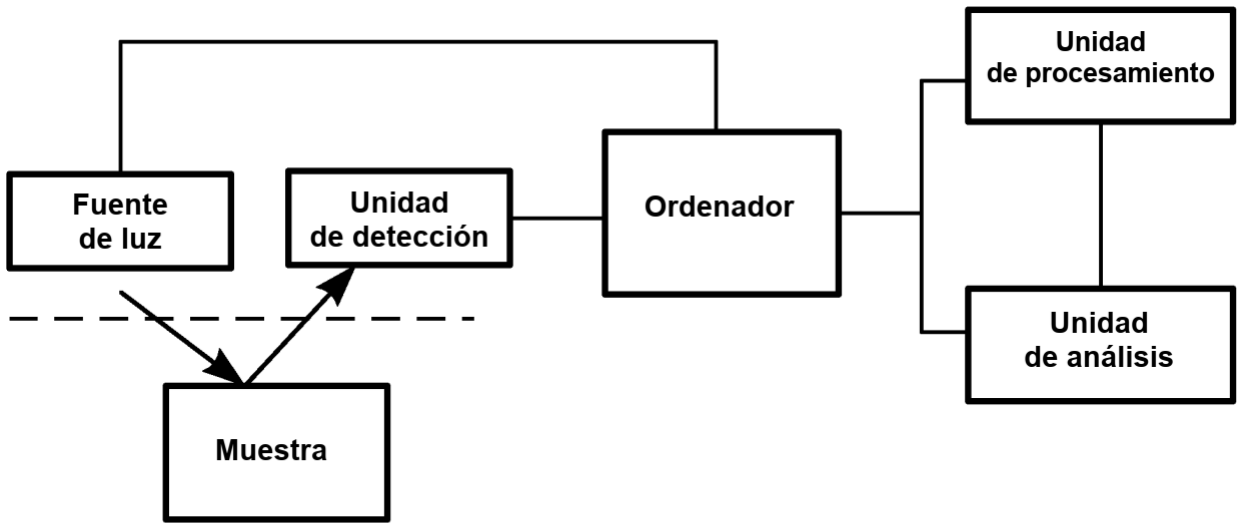 Unidad
de procesamiento
Fuente
de luz
Unidad
de detección
Ordenador
Unidad
de análisis
Muestra